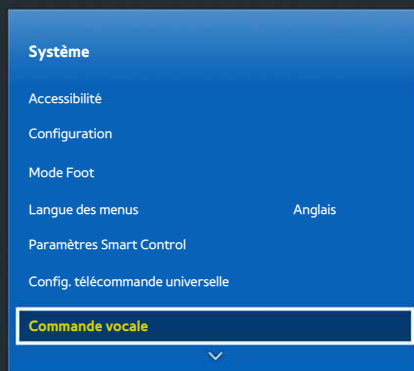 Système
Accessibilité
Configuration
Mode Foot
Langue des menus Anglais
Paramètres Smart Control
Config. télécommande universelle
Commande vocale